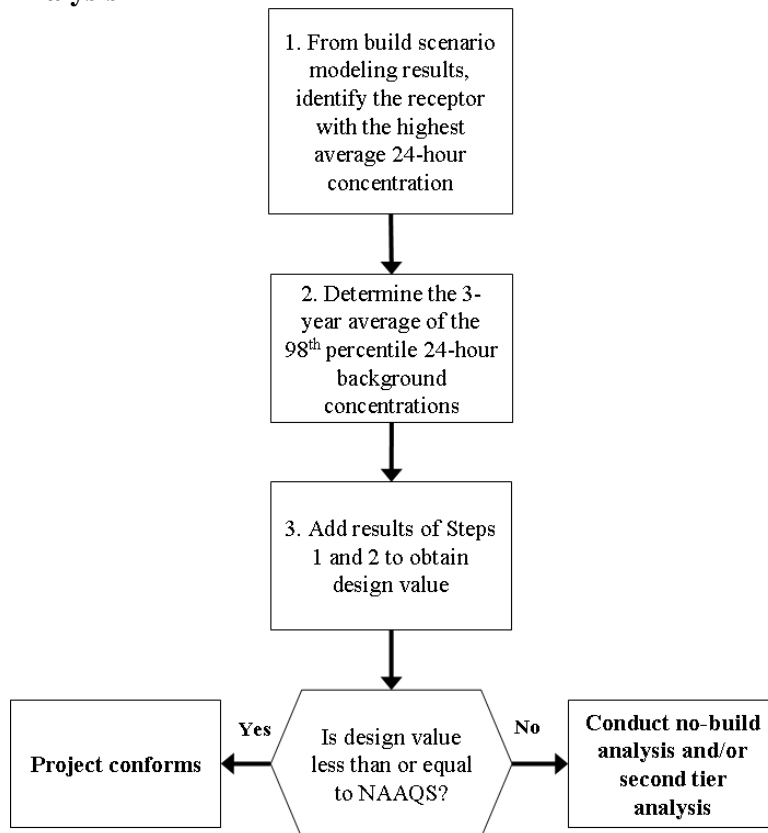 1. From build scenario
modeling results,
identify the receptor
with the highest
average 24-hour
concentration
2. Determine the 3-
year average of the
98th percentile 24-hour
background
concentrations
3. Add results of Steps
1 and 2 to obtain
design value
Yes
No
Project conforms
Is design value
less than or equal
to NAAQS?
Conduct no-build
analysis and/or
second tier
analysis